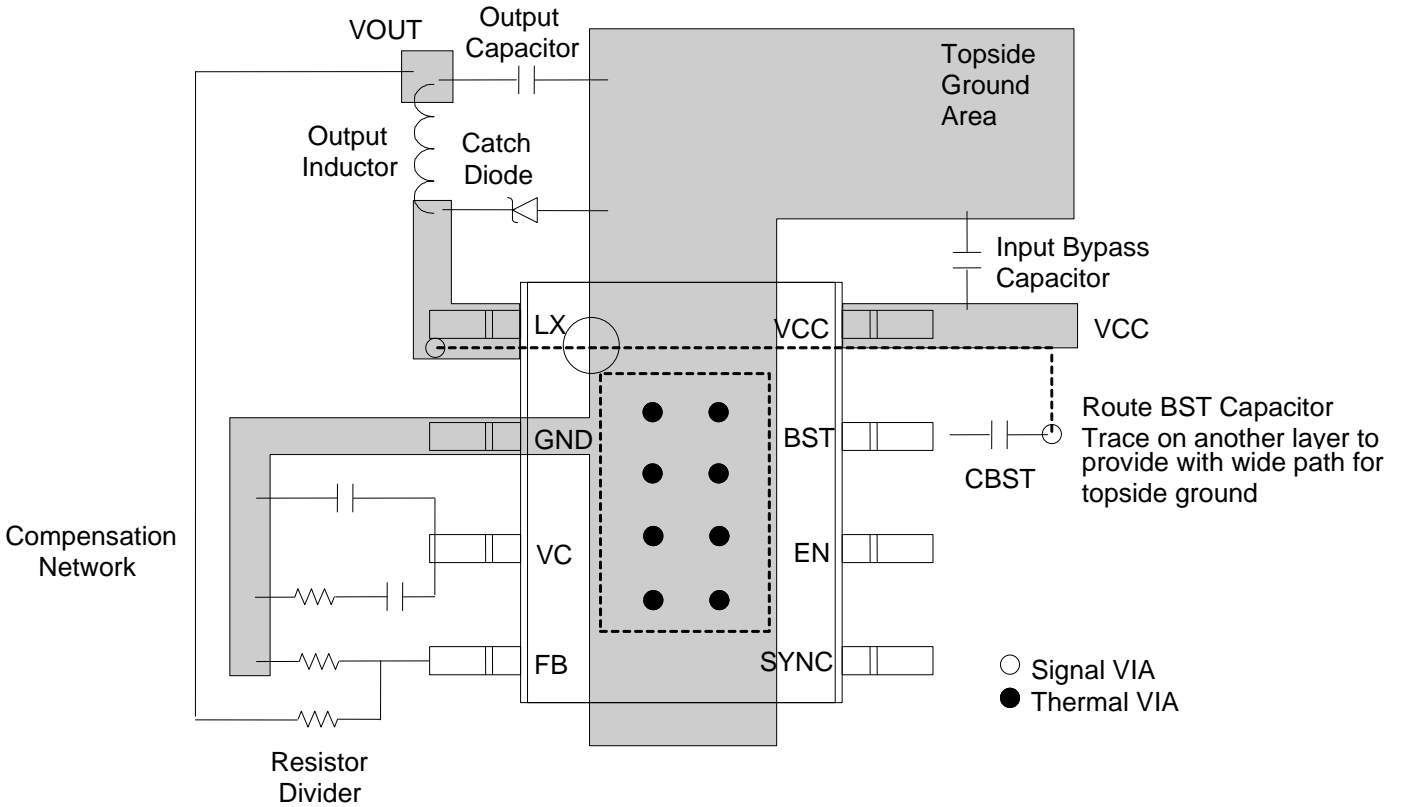 VOUT
Output
Capacitor
Topside
Ground
Area
Output
Inductor
Catch
Diode
Input Bypass
Capacitor
LX
VCC
VCC
GND
BST
CBST
Route BST Capacitor
Trace on another layer to
provide with wide path for
topside ground
Compensation
Network
VC
EN
FB
SYNC
Signal VIA
Thermal VIA
Resistor
Divider